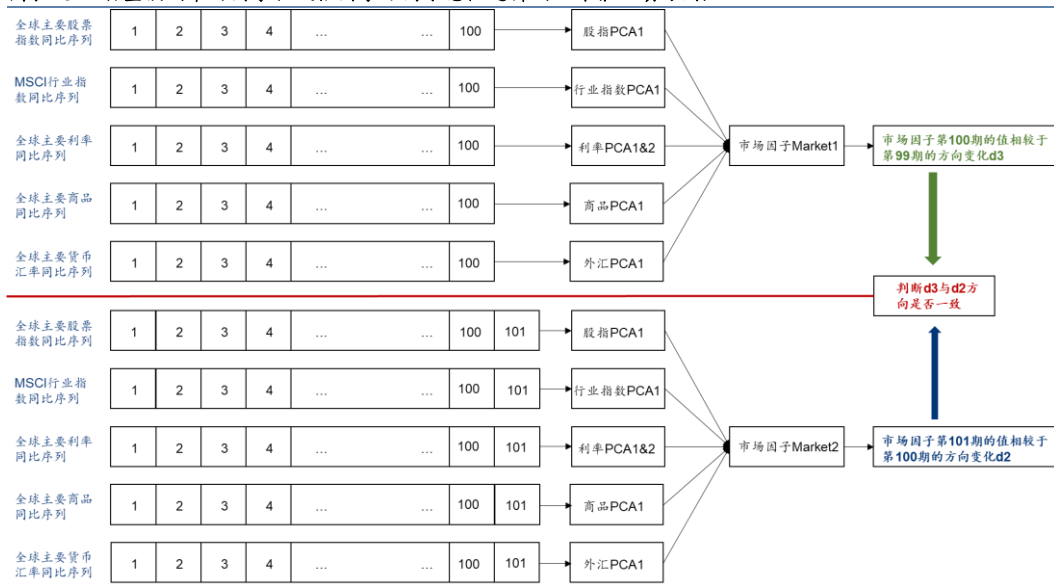 全球主要股票
指数同比序列
1 2 3 4 ... ... 100
股指PCA1
MSCI行业指
数同比序列
1 2 3 4 ... ... 100
行业指数PCA1
全球主要利率
同比序列
1 2 3 4 ... ... 100
利率PCA1&2
市场因子Market1
市场因子第100期的值相较于
第99期的方向变化d3
全球主要商品
同比序列
1 2 3 4 ... ... 100
商品PCA1
全球主要货币
汇率同比序列
1 2 3 4 ... ... 100
外汇PCA1
判断d3与d2方
向是否一致
全球主要股票
指数同比序列
1 2 3 4 ... ... 100 101
股指PCA1
MSCI行业指
数同比序列
1 2 3 4 ... ... 100 101
行业指数PCA1
全球主要利率
同比序列
1 2 3 4 ... ... 100 101
利率PCA1&2
市场因子Market2
市场因子第101期的值相较于
第100期的方向变化d2
全球主要商品
同比序列
1 2 3 4 ... ... 100 101
商品PCA1
全球主要货币
汇率同比序列
1 2 3 4 ... ... 100 101
外汇PCA1